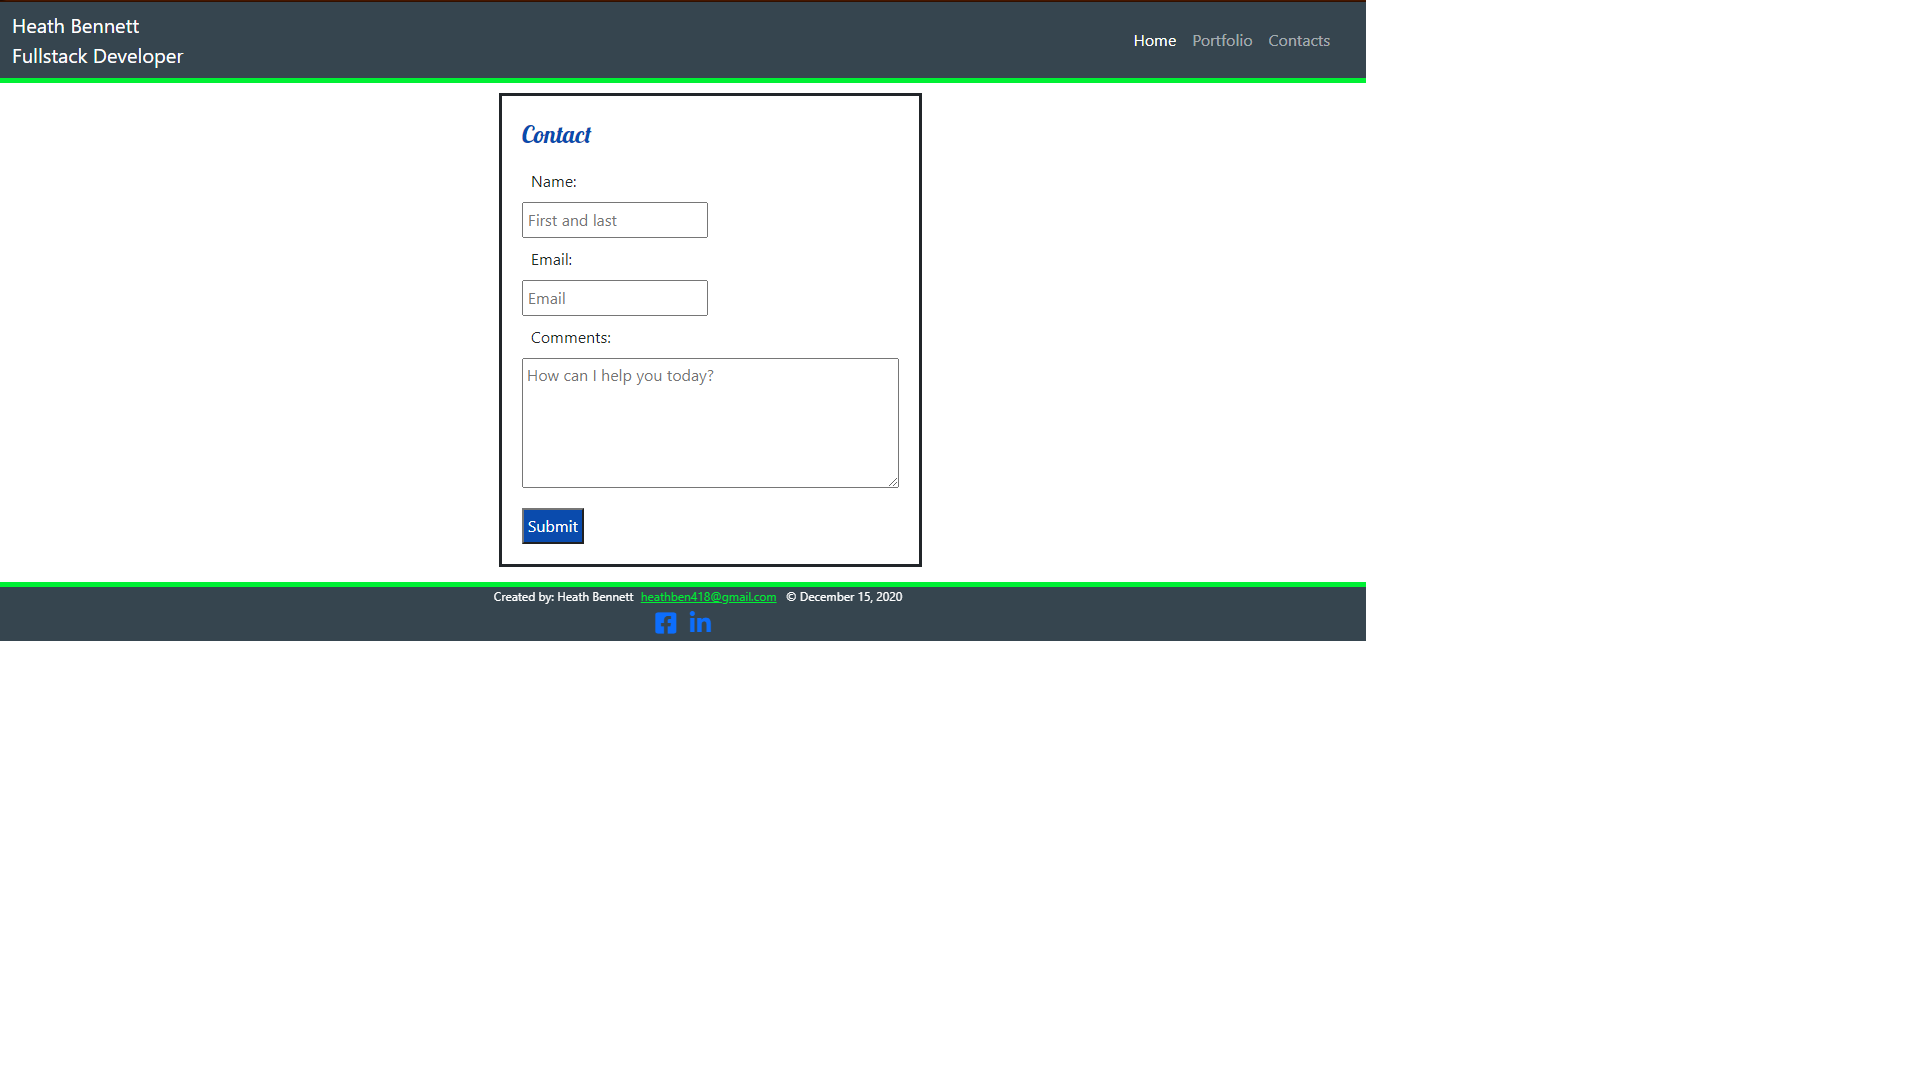 Heath Bennett
Fullstack Developer
Home Portfolio Contacts
Contact
Name:
First and last
Email:
Email
Comments:
How can I help you today?
Submit
Created by: Heath Bennett heathben418@gmail.com © December 15, 2020